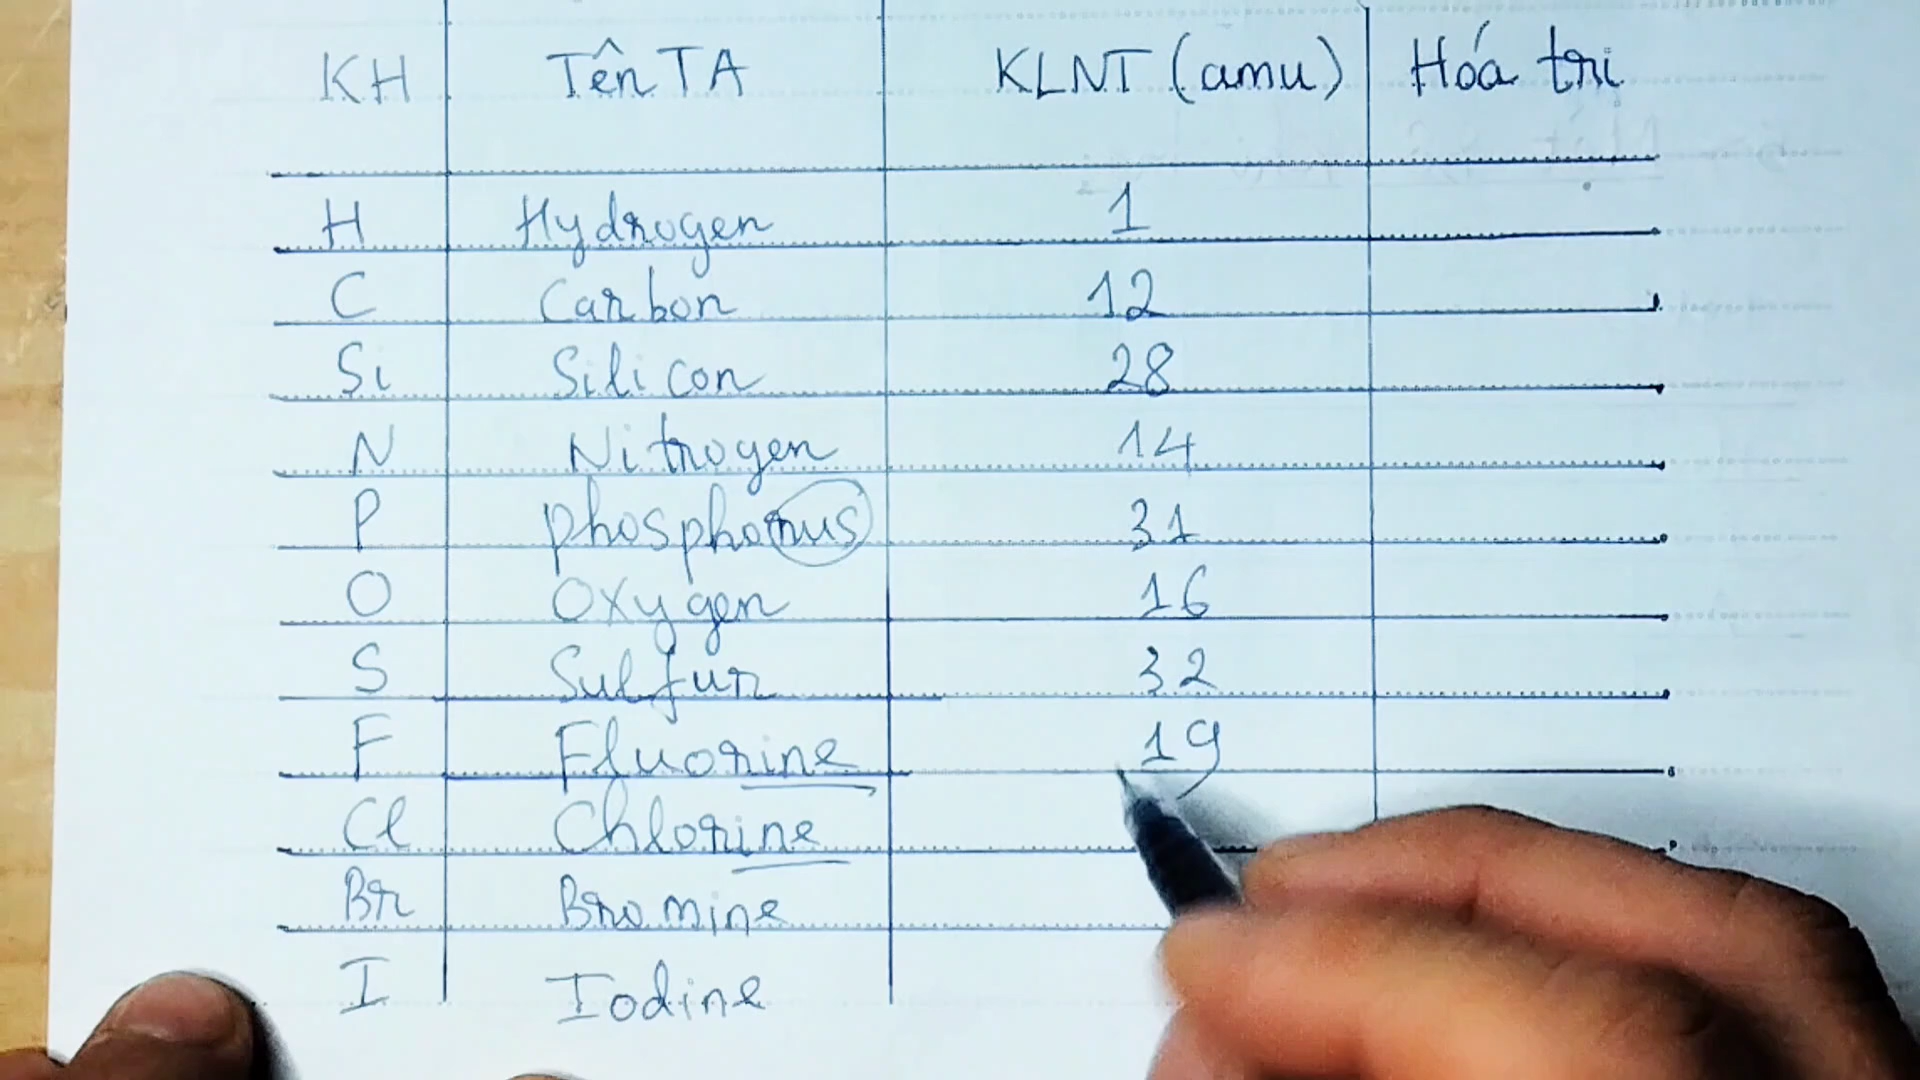 KH Tên TA KLNT (amu) Hóa trị
H Hydrogen 1
C Carbon 12
Si Silicon 28
N Nitrogen 14
P phosphorus 31
O Oxygen 16
S Sulfur 32
F Fluorine 19
Cl Chlorine
Br Bromine
I Iodine